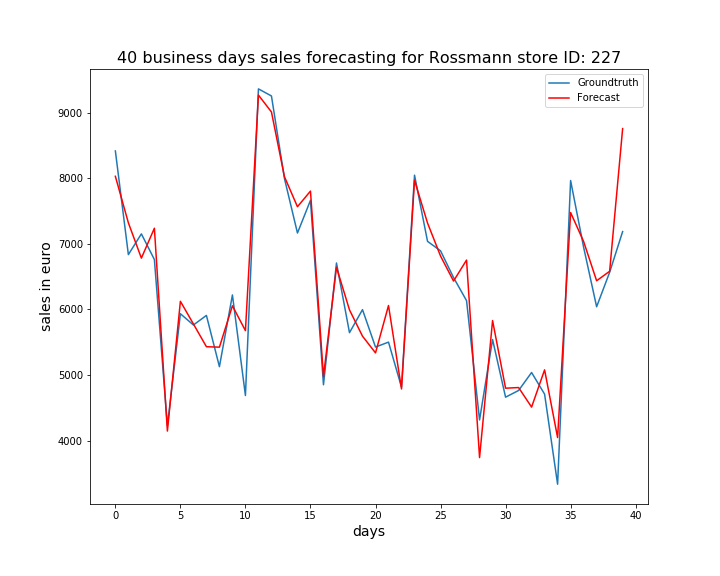 40 business days sales forecasting for Rossmann store ID: 227
Groundtruth
Forecast
sales in euro
9000
8000
7000
6000
5000
4000
0 5 10 15 20 25 30 35 40
days